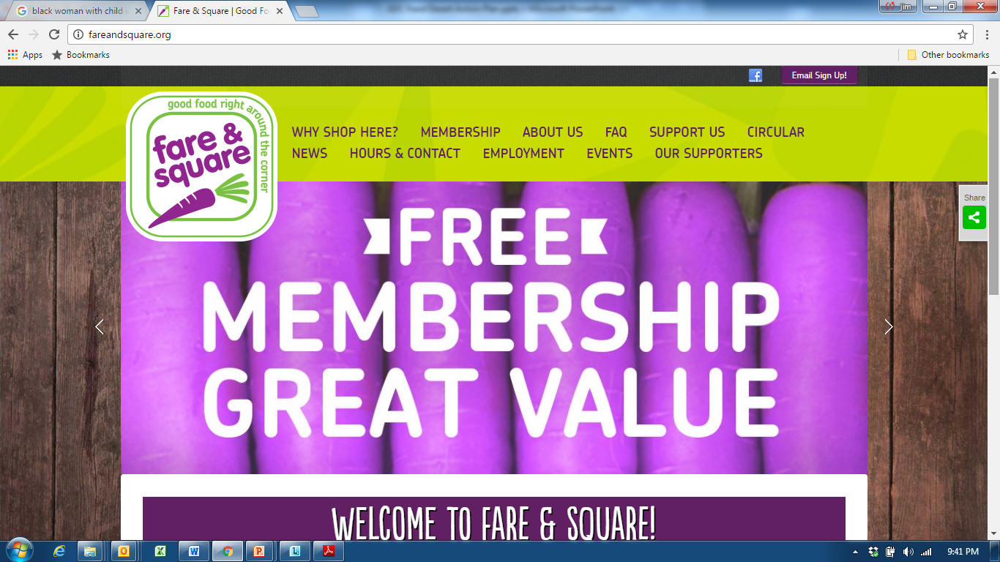 black woman with child i
Fare & Square | Good Fo
jim
fareandsquare.org
Apps
Bookmarks
Other bookmarks
Email Sign Up!
good food right around the corner
fare &
square
WHY SHOP HERE? MEMBERSHIP ABOUT US FAQ SUPPORT US CIRCULAR
NEWS HOURS & CONTACT EMPLOYMENT EVENTS OUR SUPPORTERS
Share
FREE
MEMBERSHIP
GREAT VALUE
WELCOME TO FARE & SQUARE!
9:41 PM